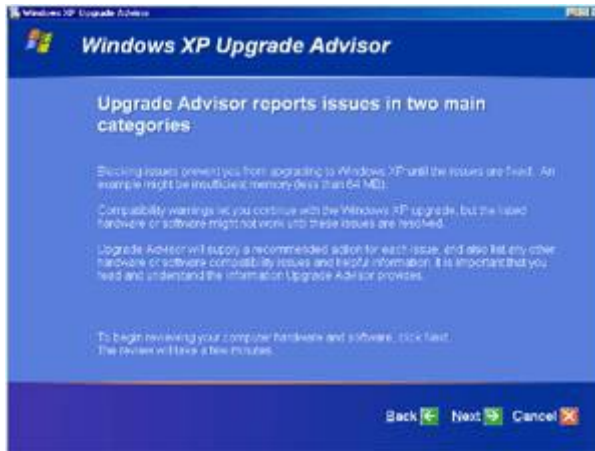 Windows XP Upgrade Advisor
Windows XP Upgrade Advisor
Upgrade Advisor reports issues in two main
categories
Blocking issues prevent you from upgrading to Windows XP until the issues are fixed. An
example might be insufficient memory (less than 64 MB).
Compatibility warnings let you continue with the Windows XP upgrade, but the listed
hardware or software might not work until these issues are resolved.
Upgrade Advisor will supply a recommended action for each issue, and also list any other
hardware or software compatibility issues and helpful information. It is important that you
read and understand the information Upgrade Advisor provides.
To begin reviewing your computer hardware and software, click Next.
The review will take a few minutes.
Back Next Cancel